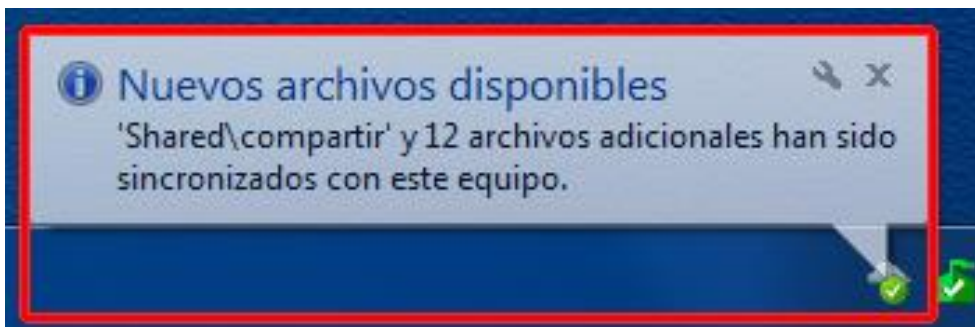 Nuevos archivos disponibles
'Shared\compartir' y 12 archivos adicionales han sido
sincronizados con este equipo.